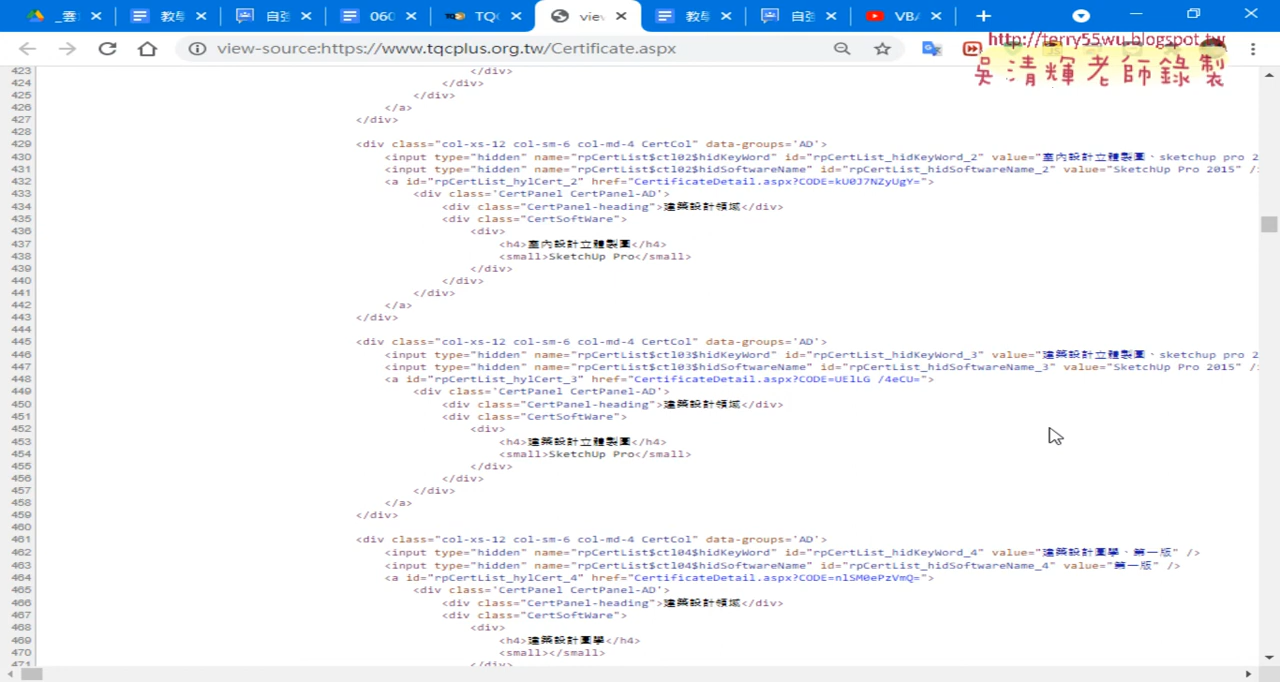 _雲
教學
自強
060
TQC
view
教學
自強
VBA
view-source:https://www.tqcplus.org.tw/Certificate.aspx
http://terry55wu.blogspot.tw
吳清輝老師錄製
423 </div>
424 </div>
425 </div>
426 </a>
427 </div>
428
429 <div class="col-xs-12 col-sm-6 col-md-4 CertCol" data-groups='AD'>
430 <input type="hidden" name="rpCertList$ctl02$hidKeyWord" id="rpCertList_hidKeyWord_2" value="室內設計立體製圖、sketchup pro 2
431 <input type="hidden" name="rpCertList$ctl02$hidSoftwareName" id="rpCertList_hidSoftwareName_2" value="SketchUp Pro 2015" /
432 <a id="rpCertList_hylCert_2" href="CertificateDetail.aspx?CODE=kU0J7NZyUgY=">
433 <div class='CertPanel CertPanel-AD'>
434 <div class="CertPanel-heading">建築設計領域</div>
435 <div class="CertSoftWare">
436 <div>
437 <h4>室內設計立體製圖</h4>
438 <small>SketchUp Pro</small>
439 </div>
440 </div>
441 </div>
442 </a>
443 </div>
444
445 <div class="col-xs-12 col-sm-6 col-md-4 CertCol" data-groups='AD'>
446 <input type="hidden" name="rpCertList$ctl03$hidKeyWord" id="rpCertList_hidKeyWord_3" value="建築設計立體製圖、sketchup pro 2
447 <input type="hidden" name="rpCertList$ctl03$hidSoftwareName" id="rpCertList_hidSoftwareName_3" value="SketchUp Pro 2015" /
448 <a id="rpCertList_hylCert_3" href="CertificateDetail.aspx?CODE=UE1LG /4eCU=">
449 <div class='CertPanel CertPanel-AD'>
450 <div class="CertPanel-heading">建築設計領域</div>
451 <div class="CertSoftWare">
452 <div>
453 <h4>建築設計立體製圖</h4>
454 <small>SketchUp Pro</small>
455 </div>
456 </div>
457 </div>
458 </a>
459 </div>
460
461 <div class="col-xs-12 col-sm-6 col-md-4 CertCol" data-groups='AD'>
462 <input type="hidden" name="rpCertList$ctl04$hidKeyWord" id="rpCertList_hidKeyWord_4" value="建築設計圖學、第一版" />
463 <input type="hidden" name="rpCertList$ctl04$hidSoftwareName" id="rpCertList_hidSoftwareName_4" value="第一版" />
464 <a id="rpCertList_hylCert_4" href="CertificateDetail.aspx?CODE=nlSM0ePzVmQ=">
465 <div class='CertPanel CertPanel-AD'>
466 <div class="CertPanel-heading">建築設計領域</div>
467 <div class="CertSoftWare">
468 <div>
469 <h4>建築設計圖學</h4>
470 <small></small>
471 </div>